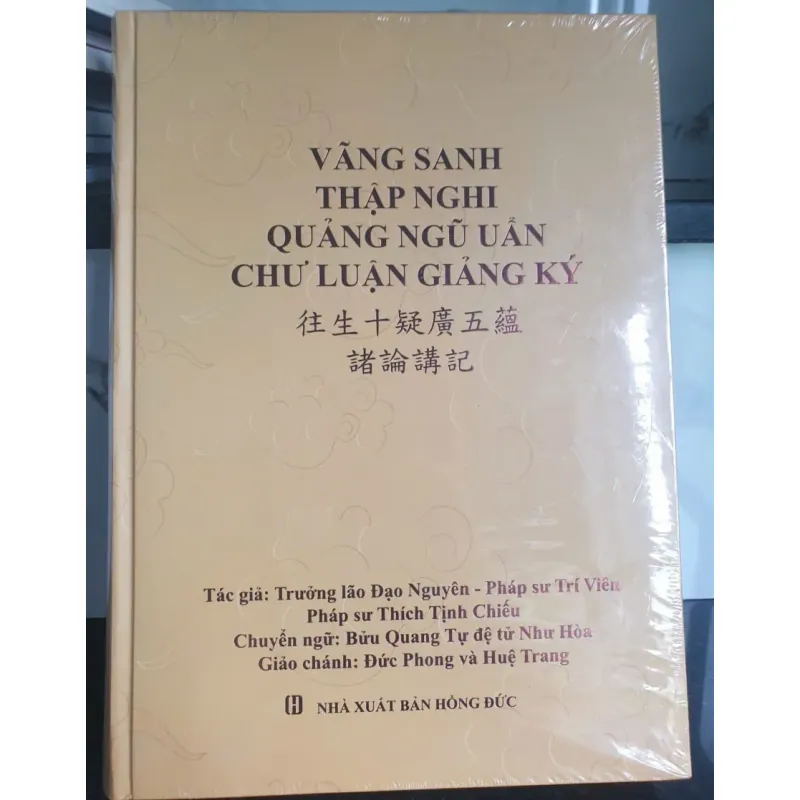 VÃNG SANH
THẬP NGHI
QUẢNG NGŨ UẨN
CHƯ LUẬN GIẢNG KÝ
往生十疑廣五蘊
諸論講記
Tác giả: Trưởng lão Đạo Nguyên - Pháp sư Trí Viên
Pháp sư Thích Tịnh Chiếu
Chuyển ngữ: Bửu Quang Tự đệ tử Như Hòa
Giảo chánh: Đức Phong và Huệ Trang
NHÀ XUẤT BẢN HỒNG ĐỨC